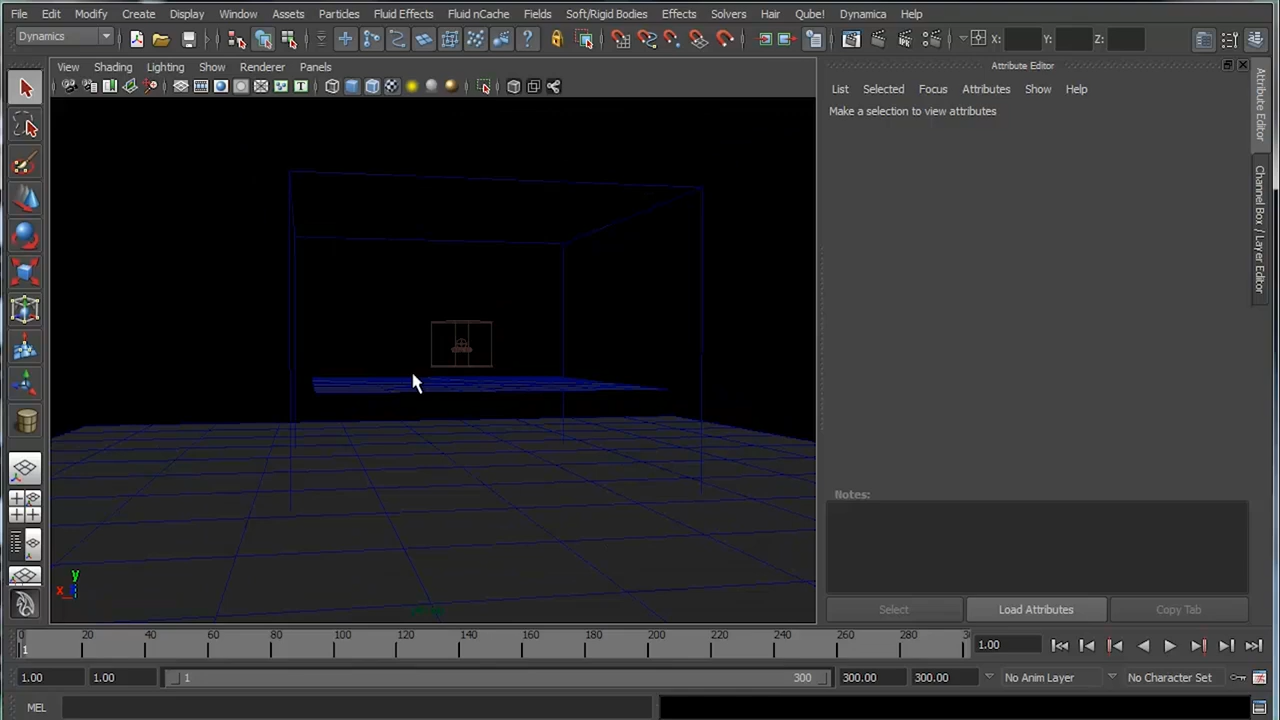 File Edit Modify Create Display Window Assets Particles Fluid Effects Fluid nCache Fields Soft/Rigid Bodies Effects Solvers Hair Qube! Dynamics Help
Dynamics X: Y: Z:
View Shading Lighting Show Renderer Panels
Attribute Editor
List Selected Focus Attributes Show Help
Make a selection to view attributes
Attribute Editor
Channel Box / Layer Editor
Notes:
y
x
Select Load Attributes Copy Tab
0 20 40 60 80 100 120 140 160 180 200 220 240 260 280
1 1.00
1.00 1.00 1 300 300.00 300.00 No Anim Layer No Character Set
MEL